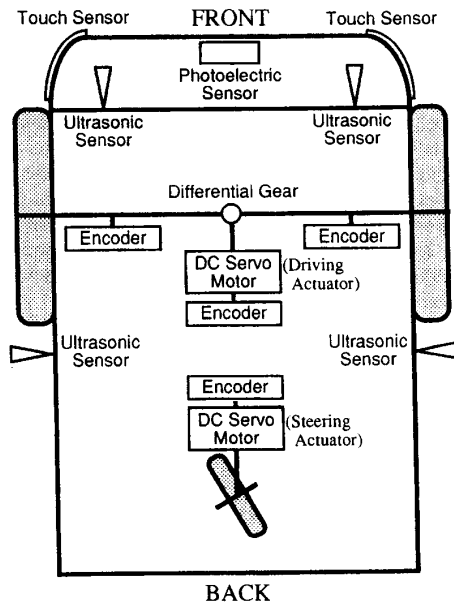 FRONT
Touch Sensor
Touch Sensor
Photoelectric
Sensor
Ultrasonic
Sensor
Ultrasonic
Sensor
Differential Gear
Encoder
Encoder
DC Servo
Motor
(Driving
Actuator)
Encoder
Ultrasonic
Sensor
Ultrasonic
Sensor
Encoder
DC Servo
Motor
(Steering
Actuator)
BACK